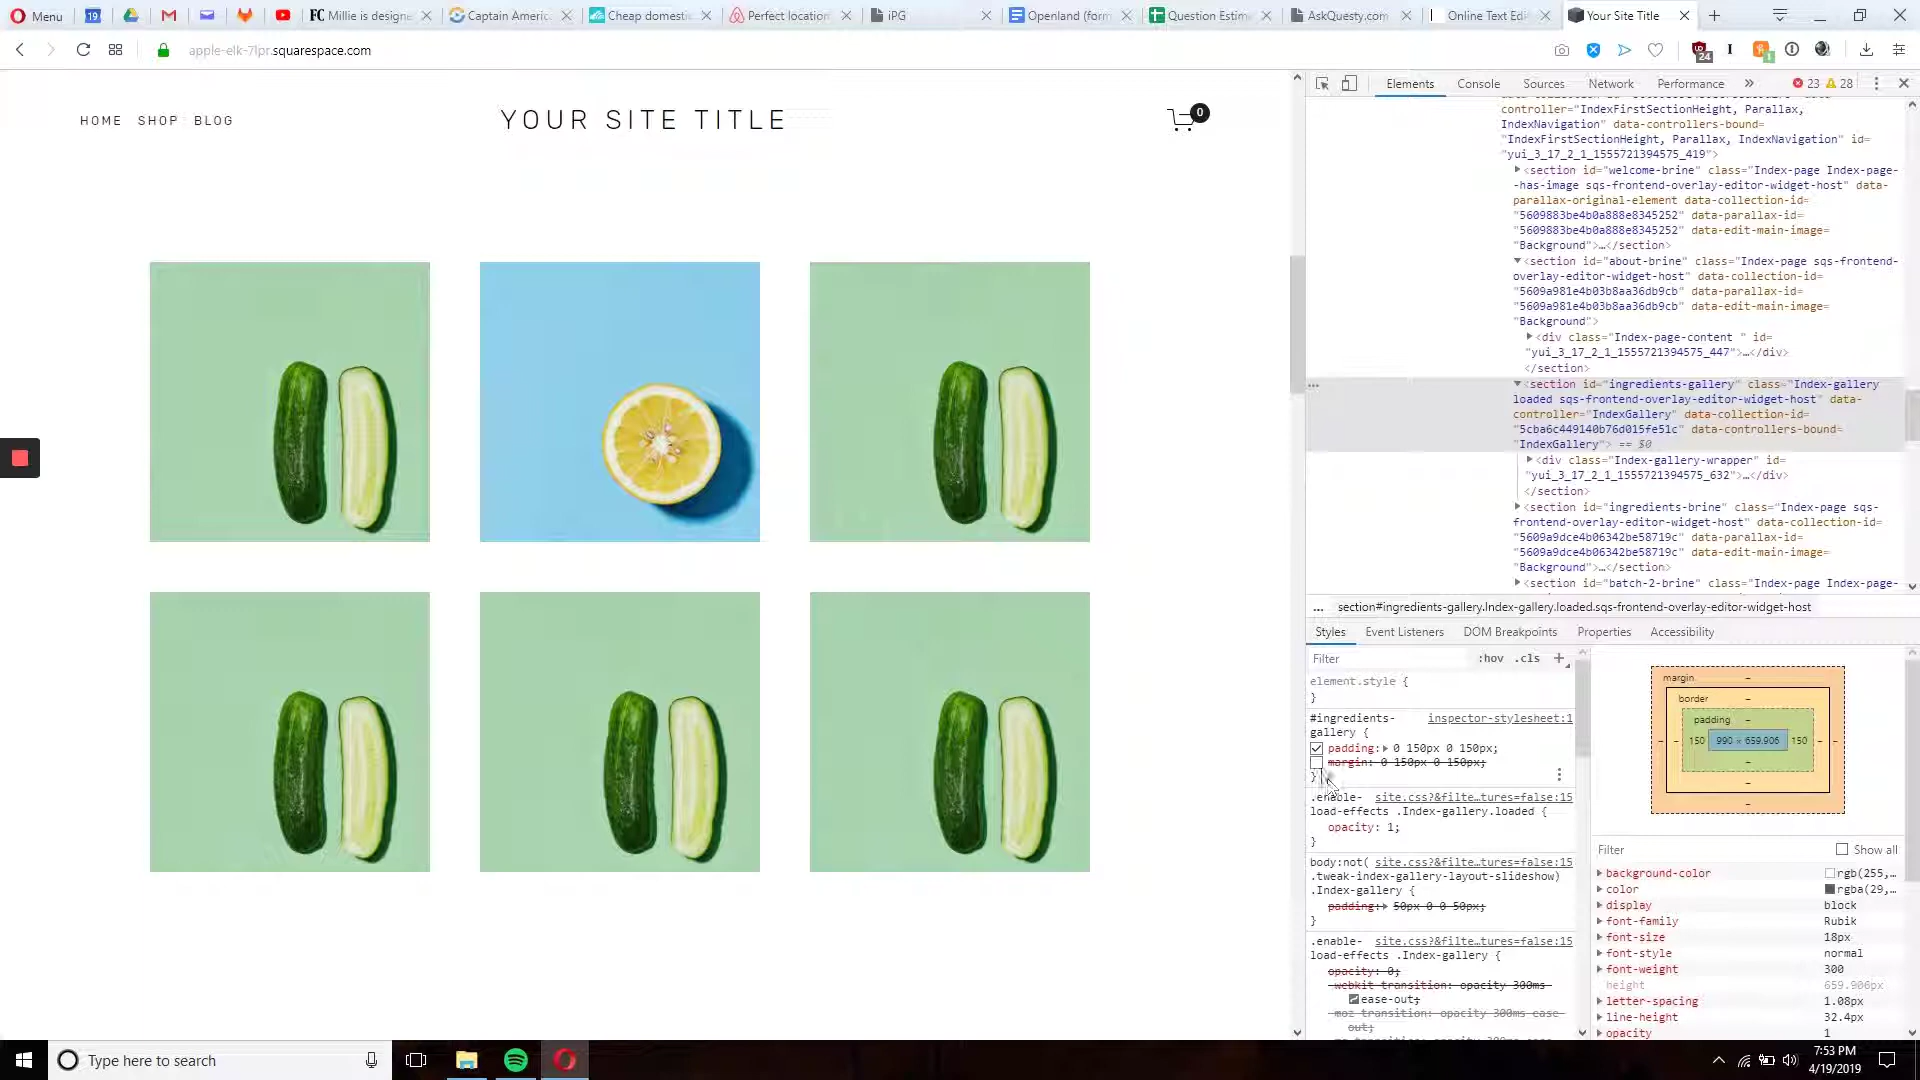 Menu
19
FC Millie is designe
Captain Americ
Cheap domestic
Perfect location
iPG
Openland (form
Question Estim
AskQuesty.com
Online Text Edi
Your Site Title
apple-elk-7lpr.squarespace.com
24
1
HOME SHOP BLOG
YOUR SITE TITLE
0
Elements Console Sources Network Performance » 23 28
controller="IndexFirstSectionHeight, Parallax,
IndexNavigation" data-controllers-bound=
"IndexFirstSectionHeight, Parallax, IndexNavigation" id=
"yui_3_17_2_1_1555721394575_419">
<section id="welcome-brine" class="Index-page Index-page-
-has-image sqs-frontend-overlay-editor-widget-host" data-
parallax-original-element data-collection-id=
"5609883be4b0a888e8345252" data-parallax-id=
"5609883be4b0a888e8345252" data-edit-main-image=
"Background">…</section>
<section id="about-brine" class="Index-page sqs-frontend-
overlay-editor-widget-host" data-collection-id=
"5609a981e4b03b8aa36db9cb" data-parallax-id=
"5609a981e4b03b8aa36db9cb" data-edit-main-image=
"Background">
<div class="Index-page-content " id=
"yui_3_17_2_1_1555721394575_447">…</div>
</section>
<section id="ingredients-gallery" class="Index-gallery
loaded sqs-frontend-overlay-editor-widget-host" data-
controller="IndexGallery" data-collection-id=
"5cba6c449140b76d015fe51c" data-controllers-bound=
"IndexGallery"> == $0
<div class="Index-gallery-wrapper" id=
"yui_3_17_2_1_1555721394575_632">…</div>
</section>
<section id="ingredients-brine" class="Index-page sqs-
frontend-overlay-editor-widget-host" data-collection-id=
"5609a9dce4b06342be58719c" data-parallax-id=
"5609a9dce4b06342be58719c" data-edit-main-image=
"Background">…</section>
<section id="batch-2-brine" class="Index-page Index-page-
... section#ingredients-gallery.Index-gallery.loaded.sqs-frontend-overlay-editor-widget-host
Styles Event Listeners DOM Breakpoints Properties Accessibility
Filter :hov .cls +
element.style {
}
#ingredients- inspector-stylesheet:1
gallery {
padding: 0 150px 0 150px;
margin: 0 150px 0 150px;
}
.enable- site.css?&filte…tures=false:15
load-effects .Index-gallery.loaded {
opacity: 1;
}
body:not( site.css?&filte…tures=false:15
.tweak-index-gallery-layout-slideshow)
.Index-gallery {
padding: 50px 0 0 50px;
}
.enable- site.css?&filte…tures=false:15
load-effects .Index-gallery {
opacity: 0;
-webkit-transition: opacity 300ms
ease-out;
-moz-transition: opacity 300ms ease-
out;
margin –
border –
padding –
– – 150 990 × 659.906 150 – –
–
–
–
Filter Show all
background-color rgb(255,…
color rgba(29,…
display block
font-family Rubik
font-size 18px
font-style normal
font-weight 300
height 659.906px
letter-spacing 1.08px
line-height 32.4px
opacity 1
Type here to search
7:53 PM
4/19/2019